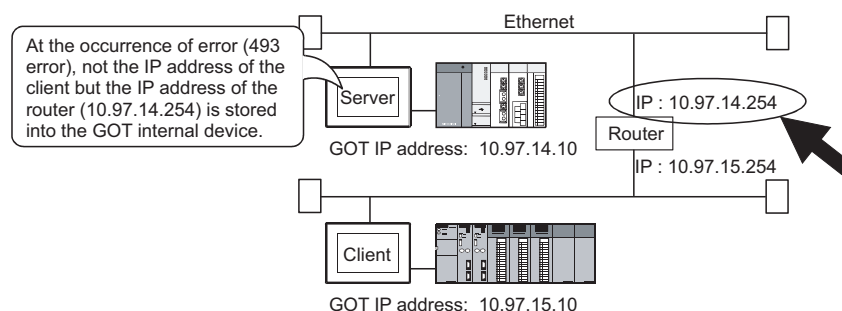 Ethernet
At the occurrence of error (493
error), not the IP address of the
client but the IP address of the
router (10.97.14.254) is stored
into the GOT internal device.
Server
IP : 10.97.14.254
Router
GOT IP address: 10.97.14.10
IP : 10.97.15.254
Client
GOT IP address: 10.97.15.10